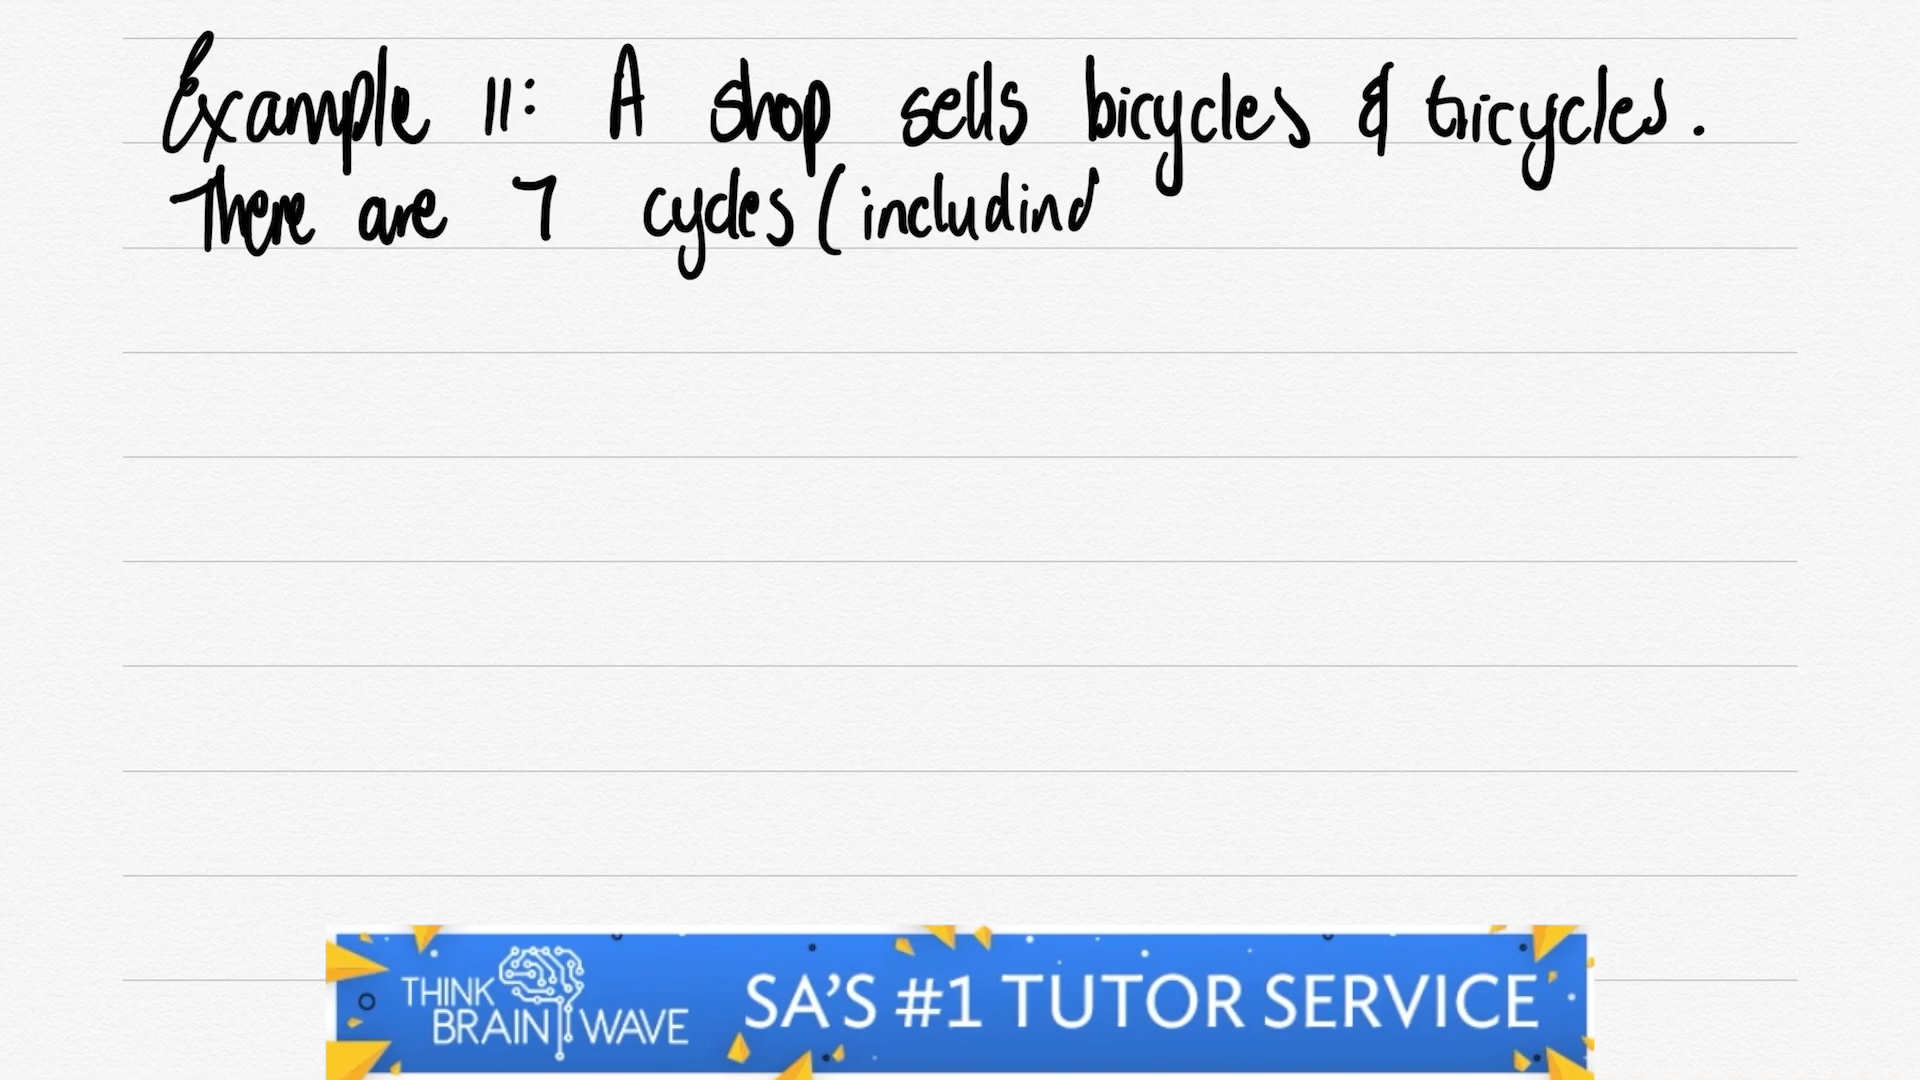 Example 11: A shop sells bicycles & tricycles.
There are 7 cycles (includind
THINK
BRAIN WAVE
SA'S #1 TUTOR SERVICE